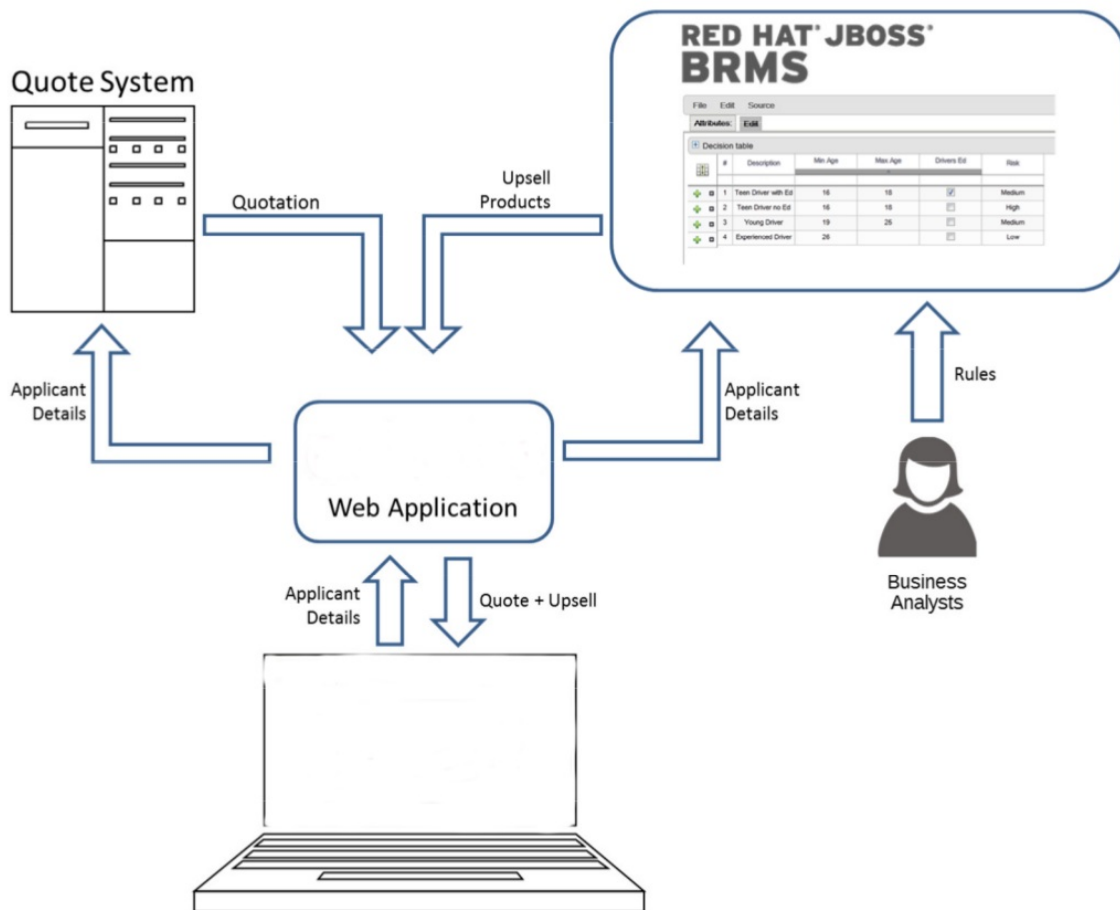 RED HAT® JBOSS®
BRMS
Quote System
File Edit Source
Attributes: Edit
Decision table
# Description Min Age Max Age Drivers Ed Risk
1 Teen Driver with Ed 16 18 Medium
2 Teen Driver no Ed 16 18 High
3 Young Driver 19 25 Medium
4 Experienced Driver 26 Low
Quotation
Upsell
Products
Applicant
Details
Applicant
Details
Rules
Web Application
Applicant
Details
Quote + Upsell
Business
Analysts